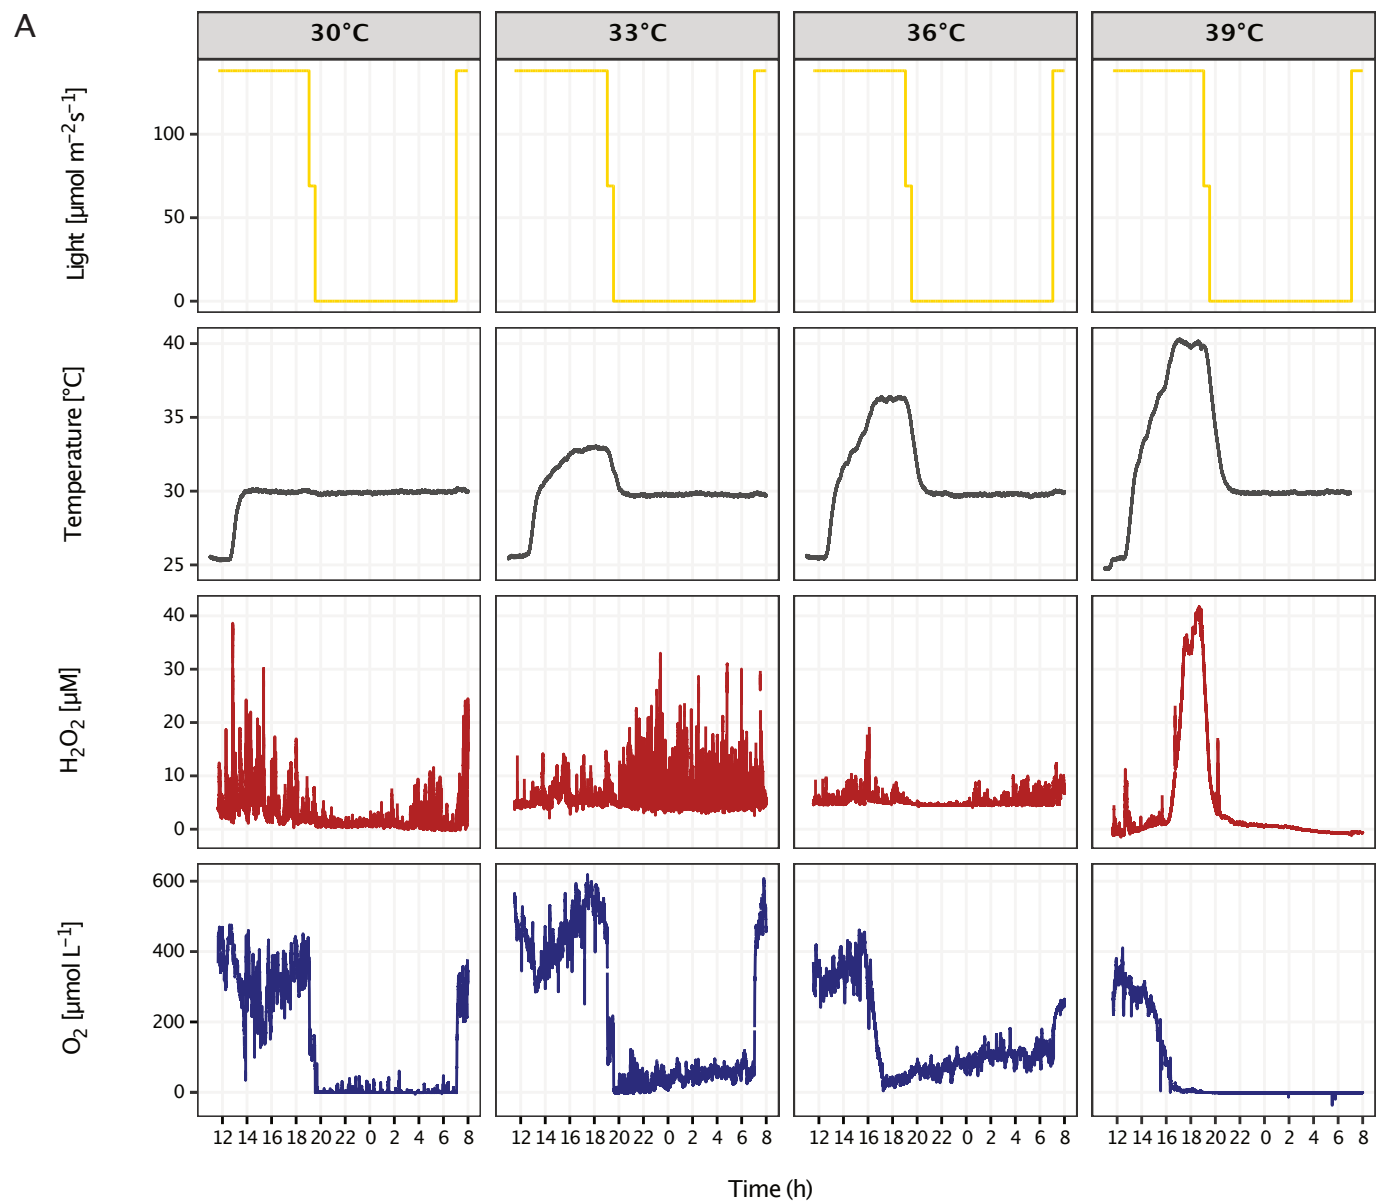 A
30°C 33°C 36°C 39°C
Light [µmol m⁻²s⁻¹]
100
50
0
Temperature [°C]
40
35
30
25
H₂O₂ [µM]
40
30
20
10
0
O₂ [µmol L⁻¹]
600
400
200
0
12 14 16 18 20 22 0 2 4 6 8 12 14 16 18 20 22 0 2 4 6 8 12 14 16 18 20 22 0 2 4 6 8 12 14 16 18 20 22 0 2 4 6 8
Time (h)